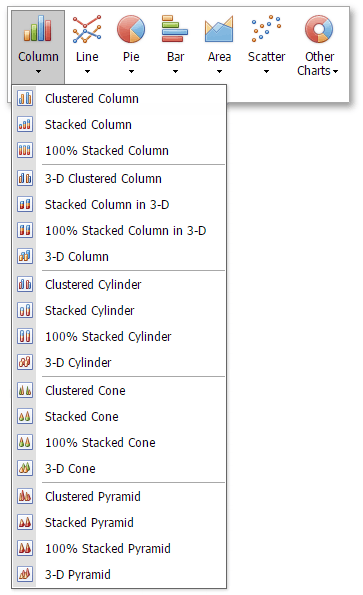 Column Line Pie Bar Area Scatter Other
Charts
Clustered Column
Stacked Column
100% Stacked Column
3-D Clustered Column
Stacked Column in 3-D
100% Stacked Column in 3-D
3-D Column
Clustered Cylinder
Stacked Cylinder
100% Stacked Cylinder
3-D Cylinder
Clustered Cone
Stacked Cone
100% Stacked Cone
3-D Cone
Clustered Pyramid
Stacked Pyramid
100% Stacked Pyramid
3-D Pyramid